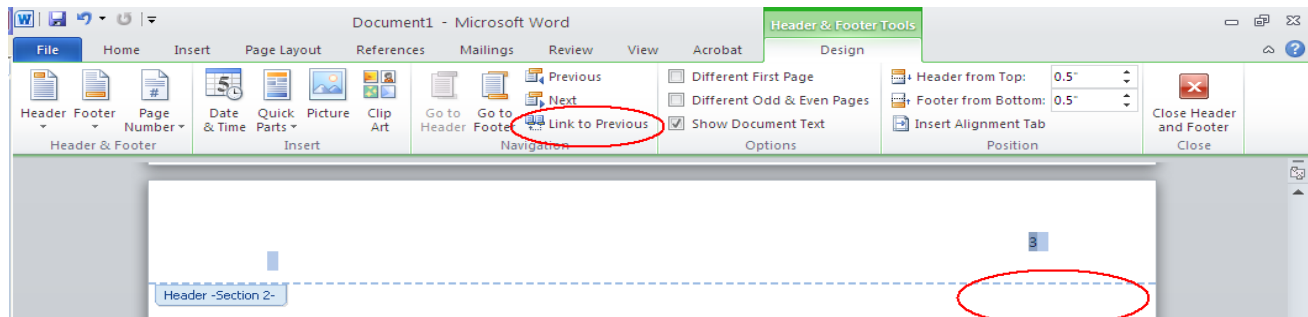 Document1 - Microsoft Word
Header & Footer Tools
File Home Insert Page Layout References Mailings Review View Acrobat Design
Previous Different First Page Header from Top: 0.5"
Next Different Odd & Even Pages Footer from Bottom: 0.5"
Header Footer Page Number Date & Time Quick Parts Picture Clip Art Go to Header Go to Footer Link to Previous Show Document Text Insert Alignment Tab Close Header and Footer
Header & Footer Insert Navigation Options Position Close
3
Header -Section 2-